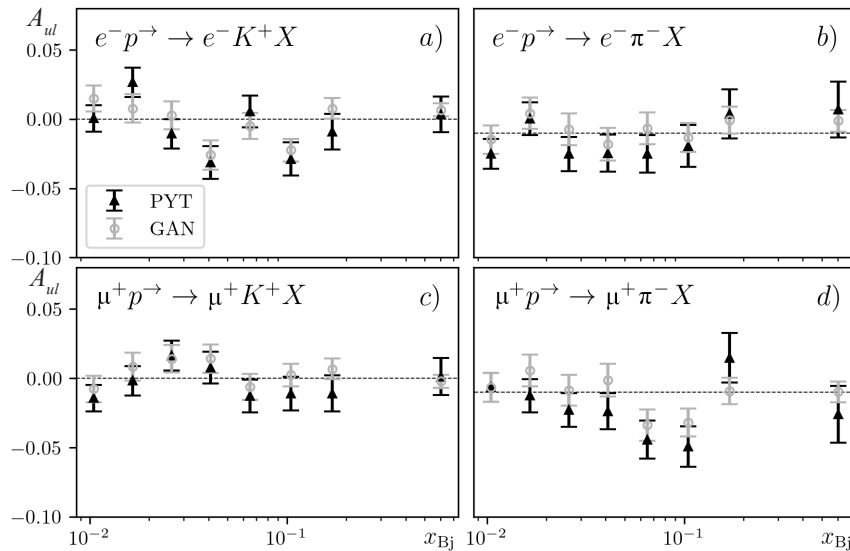 A_ul
0.05
0.00
−0.05
−0.10
e⁻p→ → e⁻K⁺X a)
PYT
GAN
e⁻p→ → e⁻π⁻X b)
A_ul
0.05
0.00
−0.05
−0.10
μ⁺p→ → μ⁺K⁺X c)
μ⁺p→ → μ⁺π⁻X d)
10⁻² 10⁻¹ x_Bj
10⁻² 10⁻¹ x_Bj